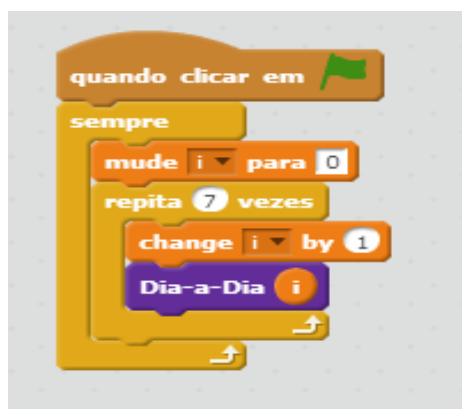 quando clicar em
sempre
mude i para 0
repita 7 vezes
change i by 1
Dia-a-Dia i